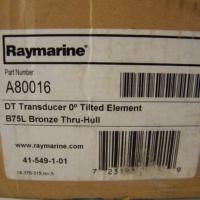 Raymarine®
Part Number
A80016
DT Transducer 0º Tilted Element
B75L Bronze Thru-Hull
www.raymarine.com
41-549-1-01